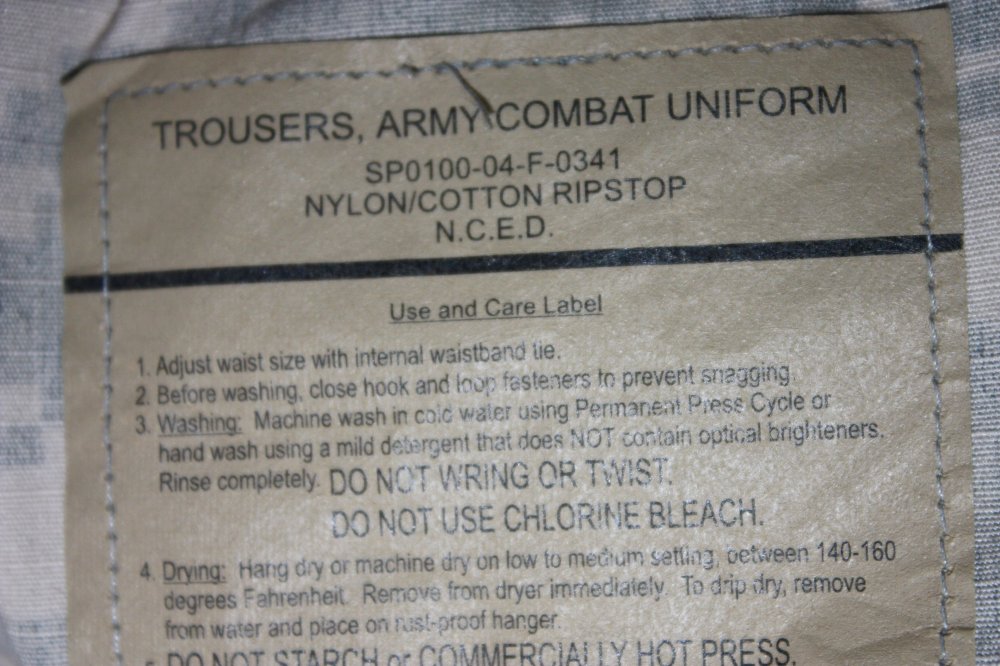 TROUSERS, ARMY COMBAT UNIFORM
SP0100-04-F-0341
NYLON/COTTON RIPSTOP
N.C.E.D.
Use and Care Label
1. Adjust waist size with internal waistband tie.
2. Before washing, close hook and loop fasteners to prevent snagging.
3. Washing: Machine wash in cold water using Permanent Press Cycle or
hand wash using a mild detergent that does NOT contain optical brighteners.
Rinse completely. DO NOT WRING OR TWIST.
DO NOT USE CHLORINE BLEACH.
4. Drying: Hang dry or machine dry on low to medium setting, between 140-160
degrees Fahrenheit. Remove from dryer immediately. To drip dry, remove
from water and place on rust-proof hanger.
5. DO NOT STARCH or COMMERCIALLY HOT PRESS.